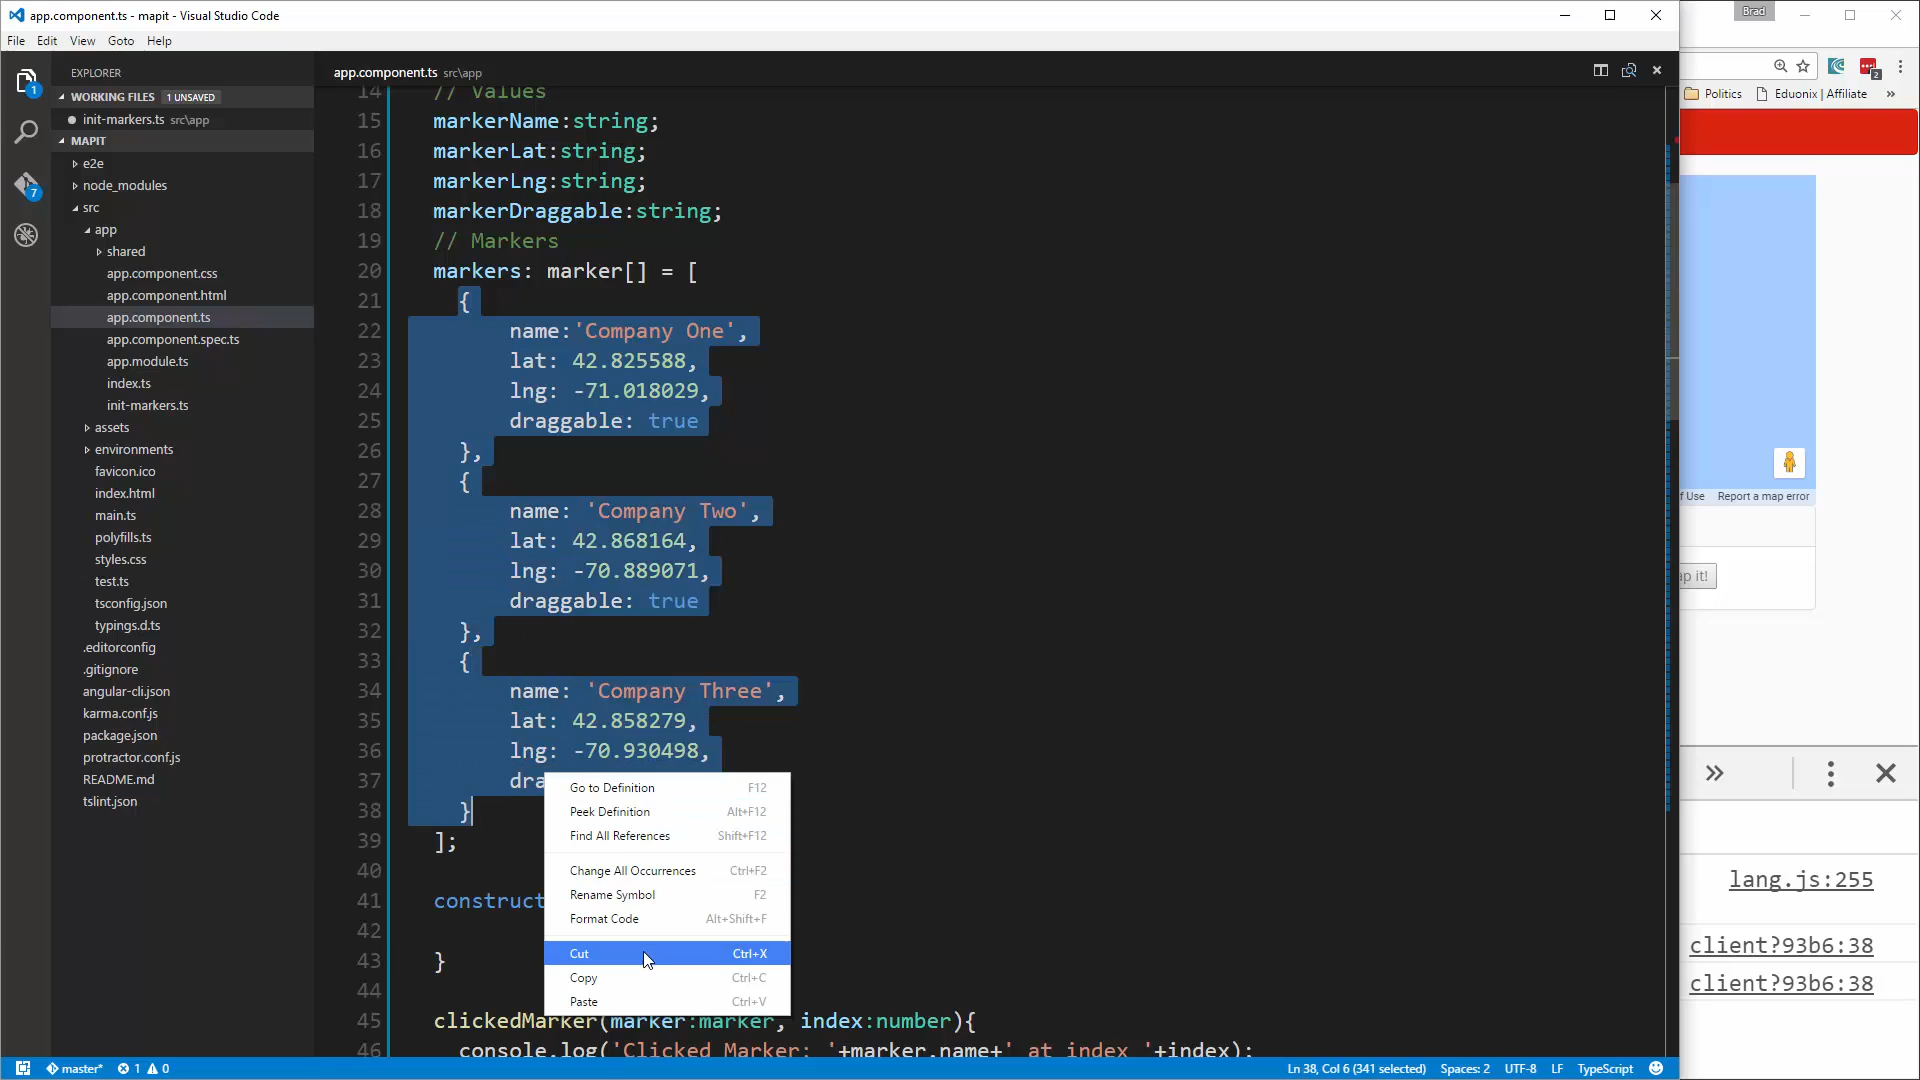 app.component.ts - mapit - Visual Studio Code
Brad
File Edit View Goto Help
EXPLORER
WORKING FILES 1 UNSAVED
init-markers.ts src\app
MAPIT
e2e
node_modules
src
app
shared
app.component.css
app.component.html
app.component.ts
app.component.spec.ts
app.module.ts
index.ts
init-markers.ts
assets
environments
favicon.ico
index.html
main.ts
polyfills.ts
styles.css
test.ts
tsconfig.json
typings.d.ts
.editorconfig
.gitignore
angular-cli.json
karma.conf.js
package.json
protractor.conf.js
README.md
tslint.json
1
7
app.component.ts src\app
14 // Values
15 markerName:string;
16 markerLat:string;
17 markerLng:string;
18 markerDraggable:string;
19 // Markers
20 markers: marker[] = [
21 {
22 name:'Company One',
23 lat: 42.825588,
24 lng: -71.018029,
25 draggable: true
26 },
27 {
28 name: 'Company Two',
29 lat: 42.868164,
30 lng: -70.889071,
31 draggable: true
32 },
33 {
34 name: 'Company Three',
35 lat: 42.858279,
36 lng: -70.930498,
37 dra
38 }
39 ];
40
41 construct
42
43 }
44
45 clickedMarker(marker:marker, index:number){
46 console.log('Clicked Marker: '+marker.name+' at index '+index);
Go to Definition F12
Peek Definition Alt+F12
Find All References Shift+F12
Change All Occurrences Ctrl+F2
Rename Symbol F2
Format Code Alt+Shift+F
Cut Ctrl+X
Copy Ctrl+C
Paste Ctrl+V
2
Politics Eduonix | Affiliate »
f Use Report a map error
ap it!
lang.js:255
client?93b6:38
client?93b6:38
master* 1 0 Ln 38, Col 6 (341 selected) Spaces: 2 UTF-8 LF TypeScript